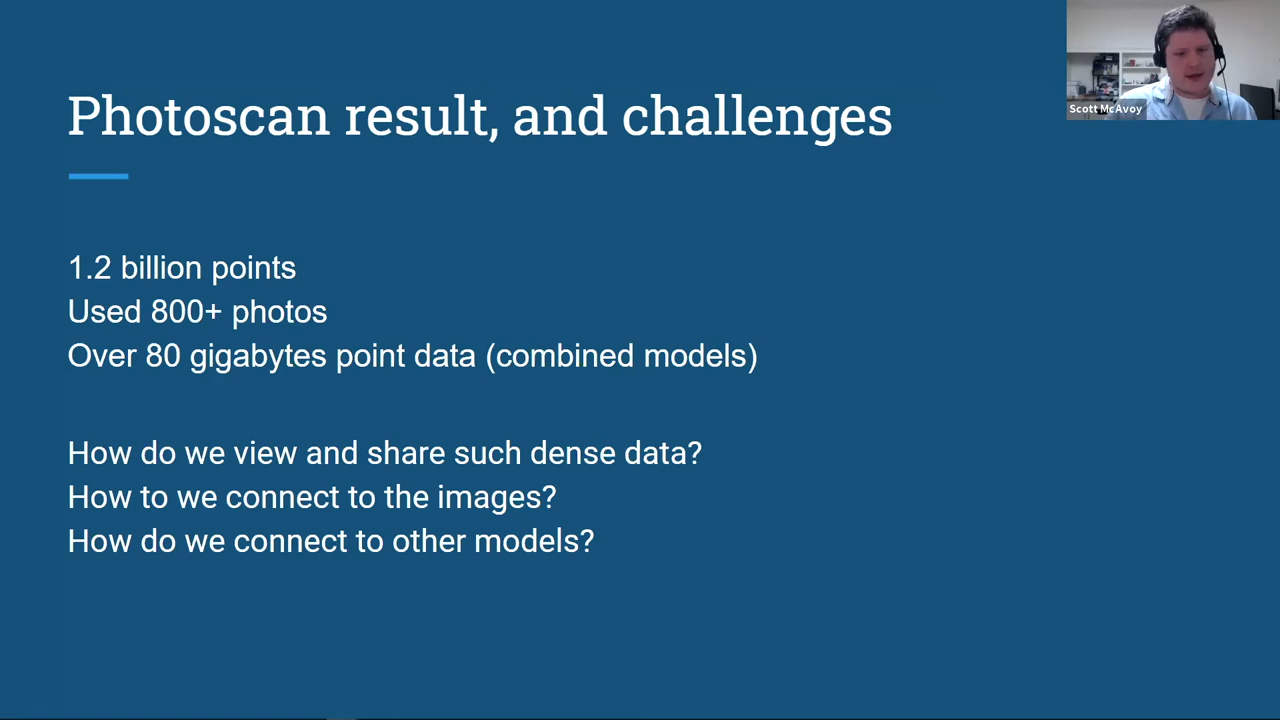 Photoscan result, and challenges
Scott McAvoy
1.2 billion points
Used 800+ photos
Over 80 gigabytes point data (combined models)
How do we view and share such dense data?
How to we connect to the images?
How do we connect to other models?